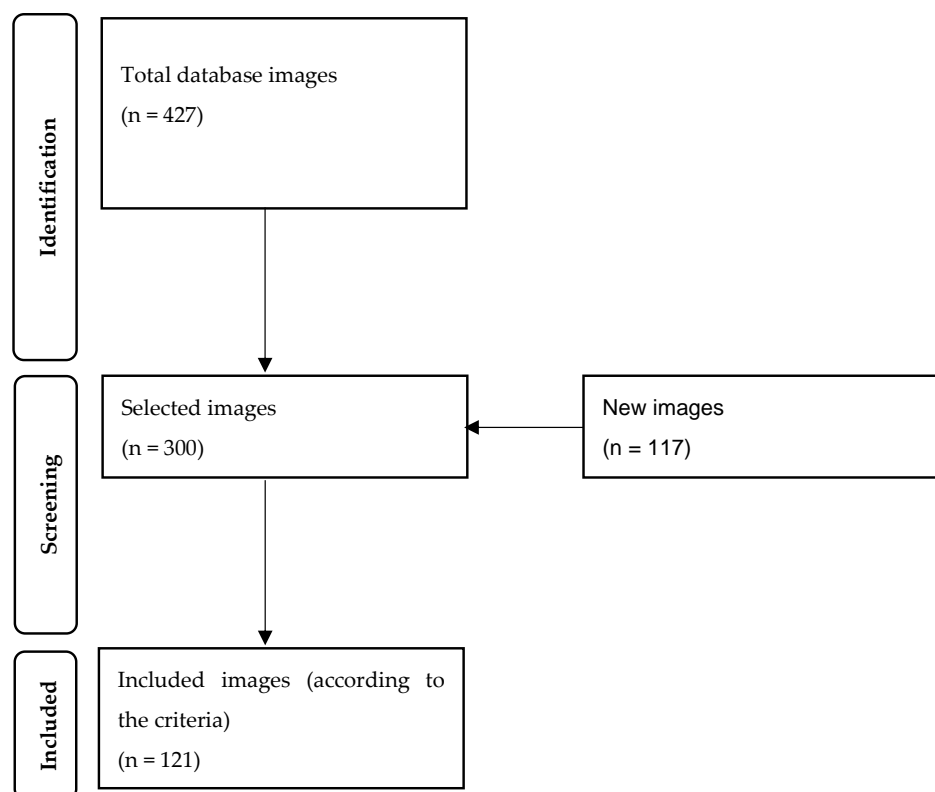 Identification
Total database images
(n = 427)
Screening
Selected images
(n = 300)
New images
(n = 117)
Included
Included images (according to
the criteria)
(n = 121)